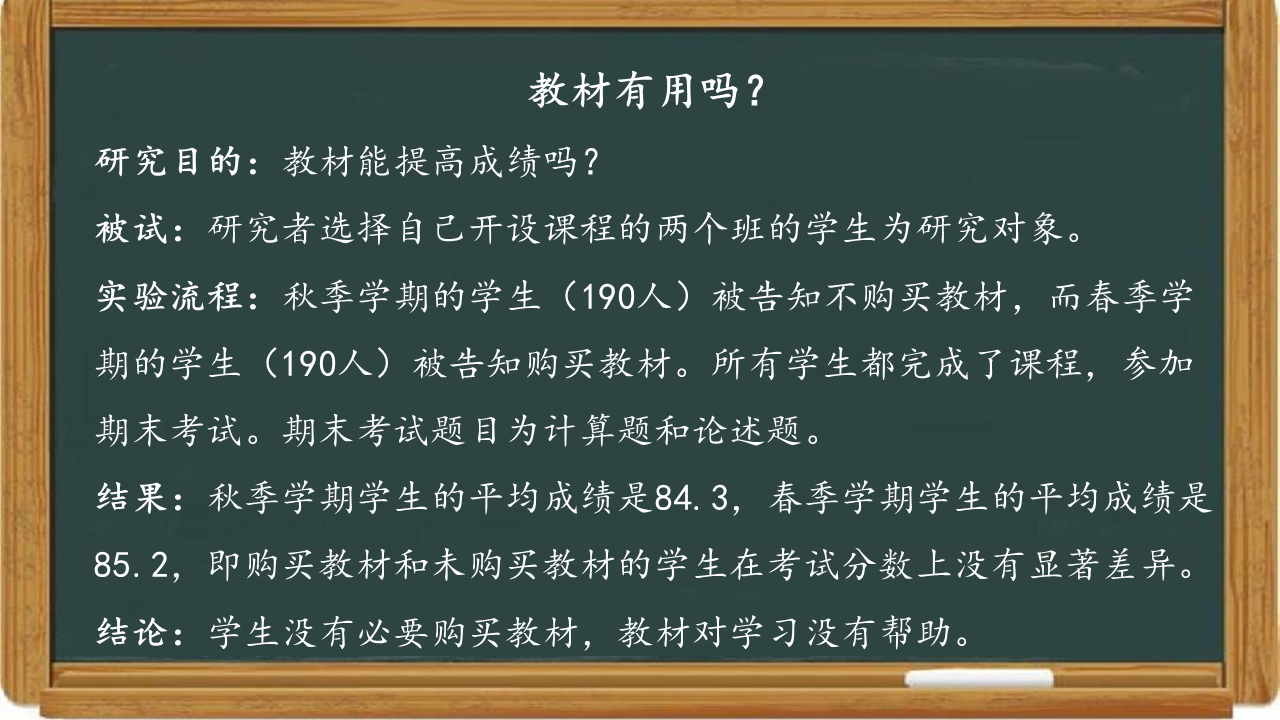 教材有用吗？
研究目的：教材能提高成绩吗？
被试：研究者选择自己开设课程的两个班的学生为研究对象。
实验流程：秋季学期的学生（190人）被告知不购买教材，而春季学
期的学生（190人）被告知购买教材。所有学生都完成了课程，参加
期末考试。期末考试题目为计算题和论述题。
结果：秋季学期学生的平均成绩是84.3，春季学期学生的平均成绩是
85.2，即购买教材和未购买教材的学生在考试分数上没有显著差异。
结论：学生没有必要购买教材，教材对学习没有帮助。